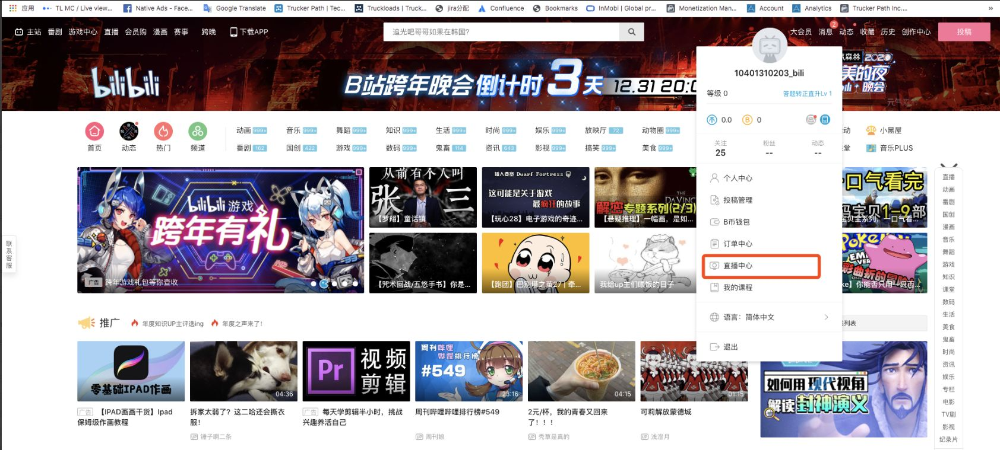 应用 TL MC / Live view... Native Ads - Face... Google Translate Trucker Path | Tec... Truckloads | Truck... jira分配 Confluence Bookmarks InMobi | Global pr... Monetization Man... Account Analytics Trucker Path Inc.... »
主站 番剧 游戏中心 直播 会员购 漫画 赛事 跨晚 下载APP
追光吧哥哥如果在韩国?
大会员 消息 2 动态 收藏 历史 创作中心 投稿
bilibili
B站跨年晚会倒计时3天 12.31 20:0
2020
美的夜
晚会
10401310203_bili
等级 0 答题转正直升Lv 1
0.0 0
关注 粉丝 动态
25 -- --
个人中心
投稿管理
B币钱包
订单中心
直播中心
我的课程
语言：简体中文
退出
首页 动态 热门 频道
动画 999+ 音乐 999+ 舞蹈 999+ 知识 999+ 生活 999+ 时尚 999+ 娱乐 999+ 放映厅 72 动物圈 999+ 动 小黑屋
番剧 162 国创 422 游戏 999+ 数码 999+ 鬼畜 114 资讯 643 影视 999+ 搞笑 999+ 美食 999+ 堂 音乐PLUS
联系客服
bilibili游戏
跨年有礼
广告 跨年游戏礼包等你查收
从前有个人叫
张三
【罗翔】童话镇
矮人要塞 Dwarf Fortress
这可能是关于游戏
最疯狂的故事
【玩心28】电子游戏的奇迹...
THE
DA VINC
解密专题系列(2/3)
【悬疑推理】一幅画，是如...
一口气看完
码宝贝1-9部
宝贝全系列，一口气看...
【咒术回战/五悠手书】你是...
【跑团】巴别塔之茧27 | 牵...
我给up主们喂饭的日子
Poke
EM
VER
彩曲折的冒险
ke】你能否只用一只百...
直播
动画
番剧
国创
漫画
音乐
舞蹈
游戏
知识
课堂
数码
生活
美食
鬼畜
时尚
资讯
娱乐
专栏
电影
TV剧
影视
纪录片
推广 年度知识UP主评选ing 年度之声来了!
列表
零基础IPAD作画
04:36
Pr 视频剪辑
周刊哔哩
哔哩排行榜
#549
23:16
04:15
01:15
如何用现代视角
解读封神演义
广告 【IPAD画画干货】Ipad
保姆级作画教程
拆家太弱了？这二哈还会撕衣
服！
UP 锤子啊二条
广告 每天学剪辑半小时，挑战
兴趣养活自己
周刊哔哩哔哩排行榜#549
UP 周刊娘
2元/杯，我的青春又回来
了！！！
UP 秃草是真的
可莉解放蒙德城
UP 浅澄月